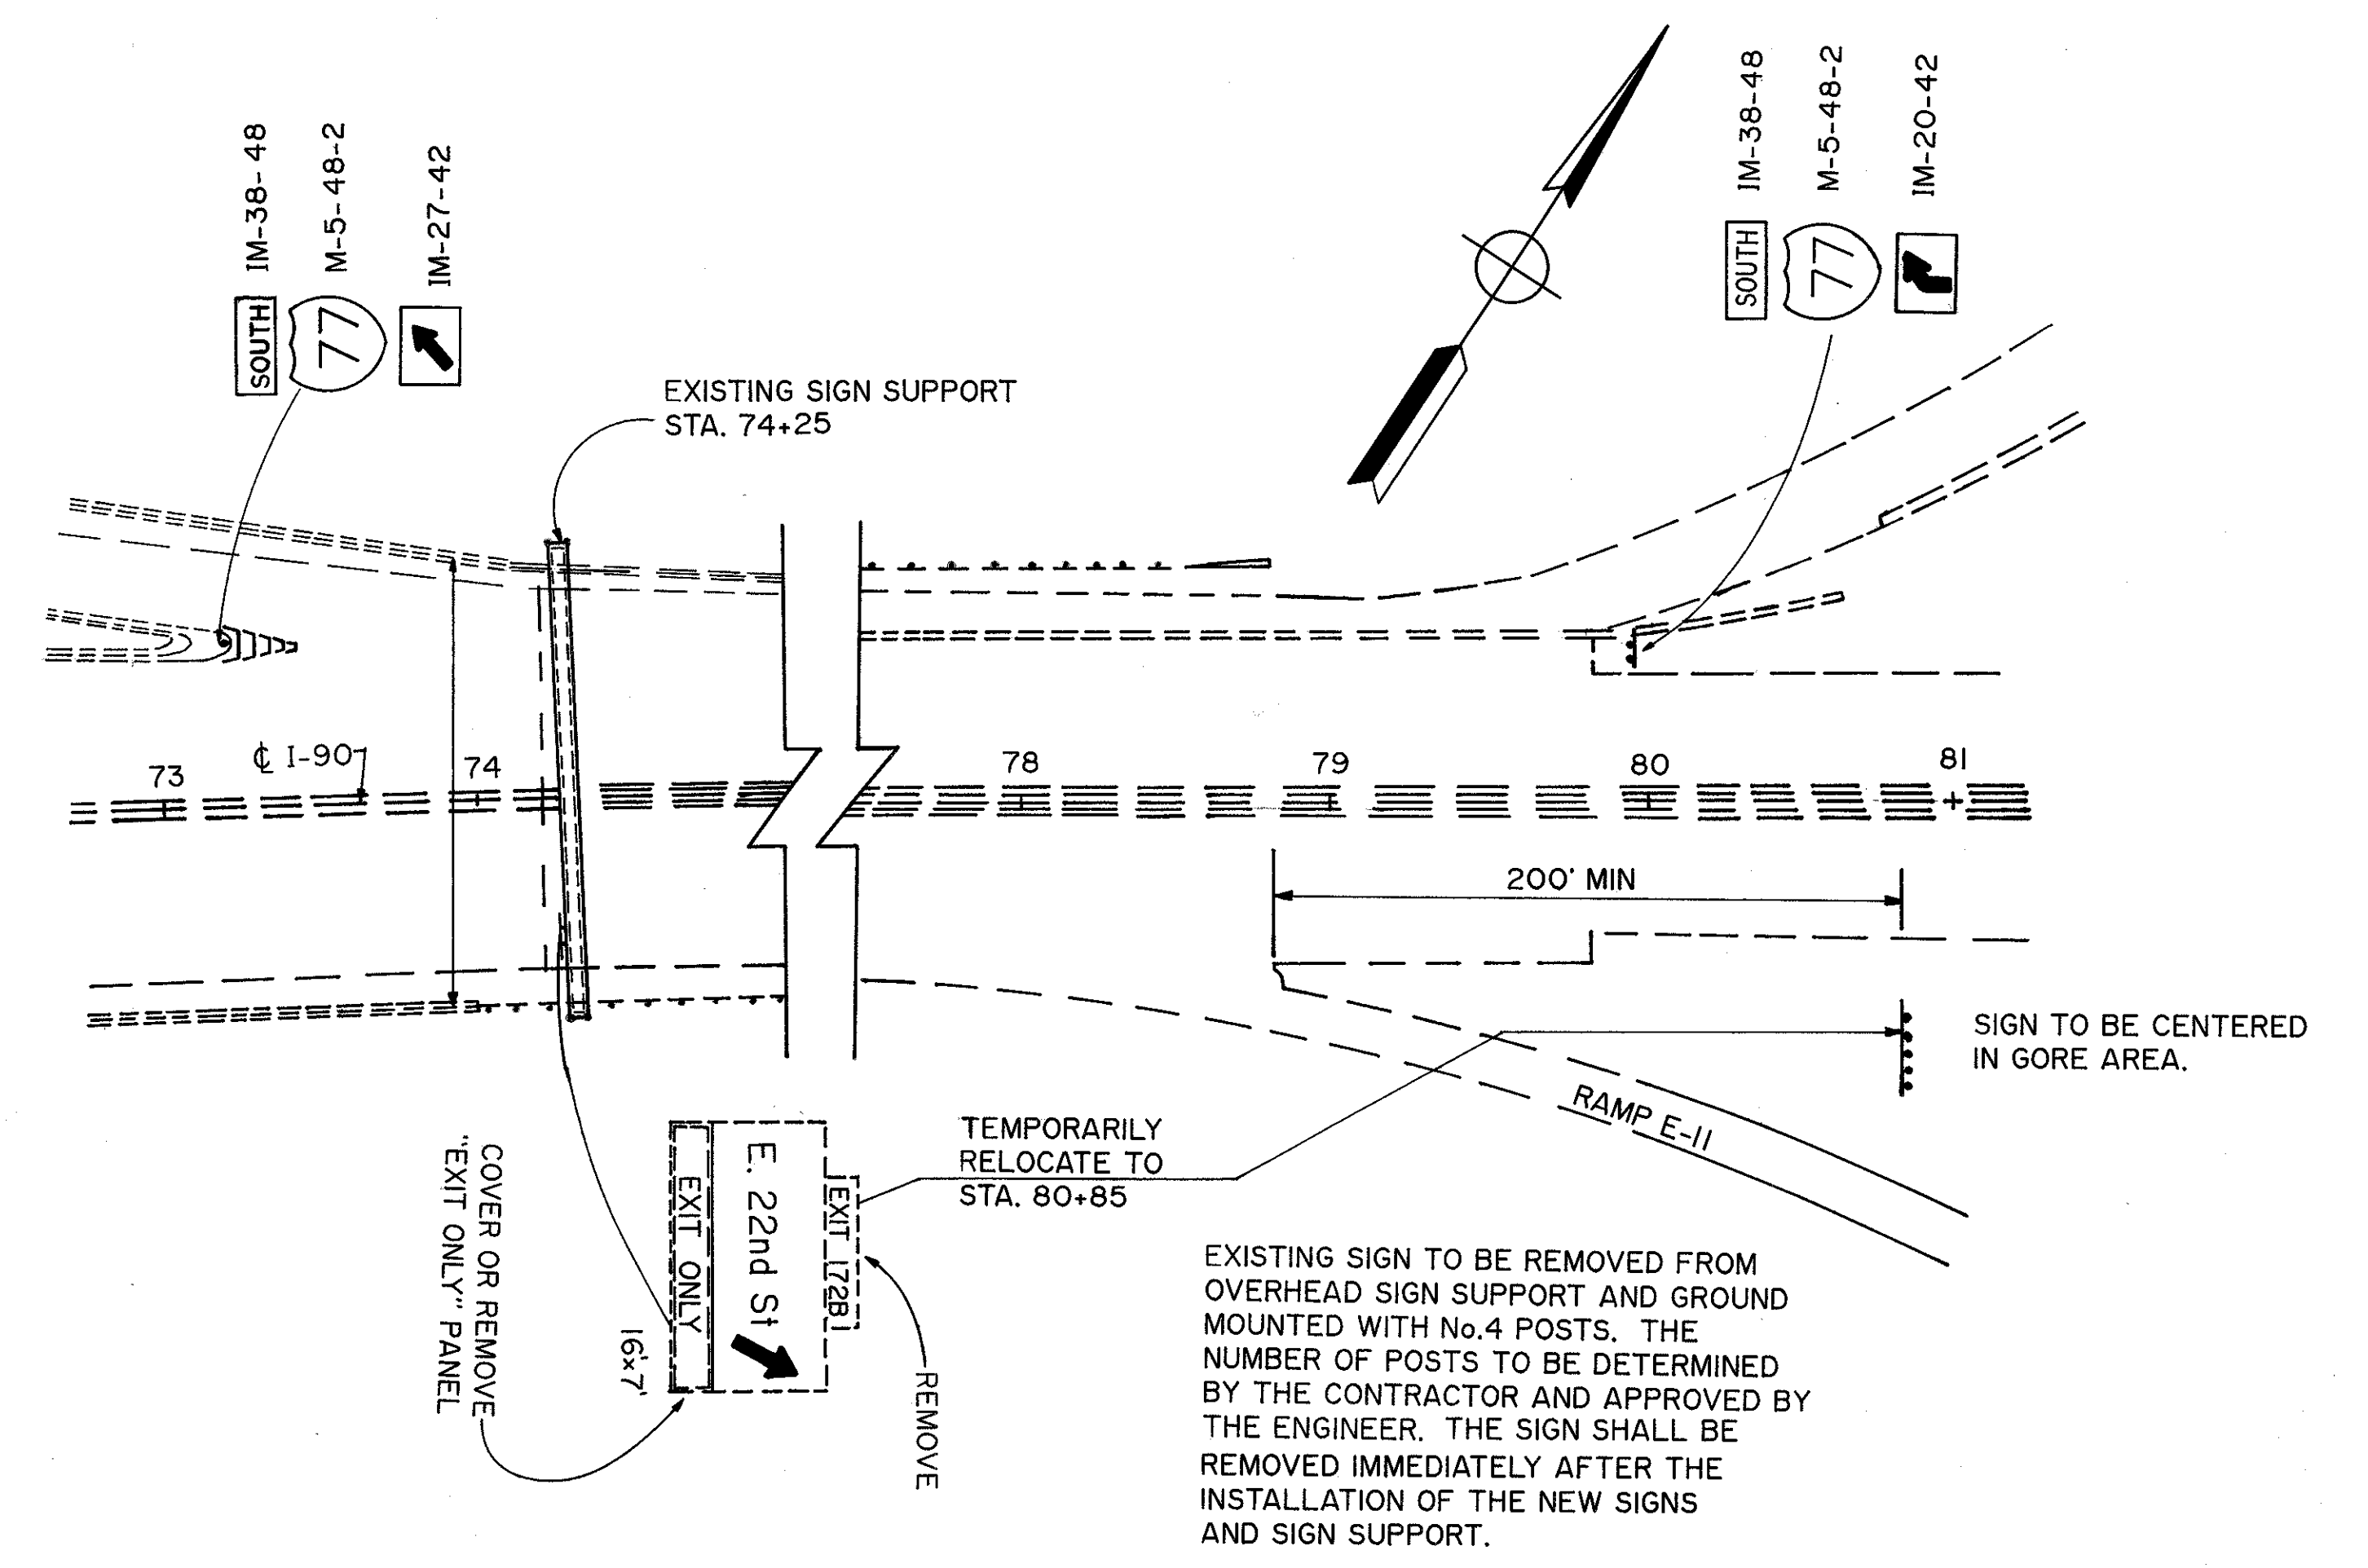 IM-38-48
M-5-48-2
IM-27-42
SOUTH
77
IM-38-48
M-5-48-2
IM-20-42
SOUTH
77
EXISTING SIGN SUPPORT
STA. 74+25
73
℄ I-90
74
78
79
80
81
200' MIN
SIGN TO BE CENTERED
IN GORE AREA.
RAMP E-11
TEMPORARILY
RELOCATE TO
STA. 80+85
EXIT 172B
E. 22nd St
EXIT ONLY
16'x7'
COVER OR REMOVE
"EXIT ONLY" PANEL
REMOVE
EXISTING SIGN TO BE REMOVED FROM
OVERHEAD SIGN SUPPORT AND GROUND
MOUNTED WITH No.4 POSTS. THE
NUMBER OF POSTS TO BE DETERMINED
BY THE CONTRACTOR AND APPROVED BY
THE ENGINEER. THE SIGN SHALL BE
REMOVED IMMEDIATELY AFTER THE
INSTALLATION OF THE NEW SIGNS
AND SIGN SUPPORT.